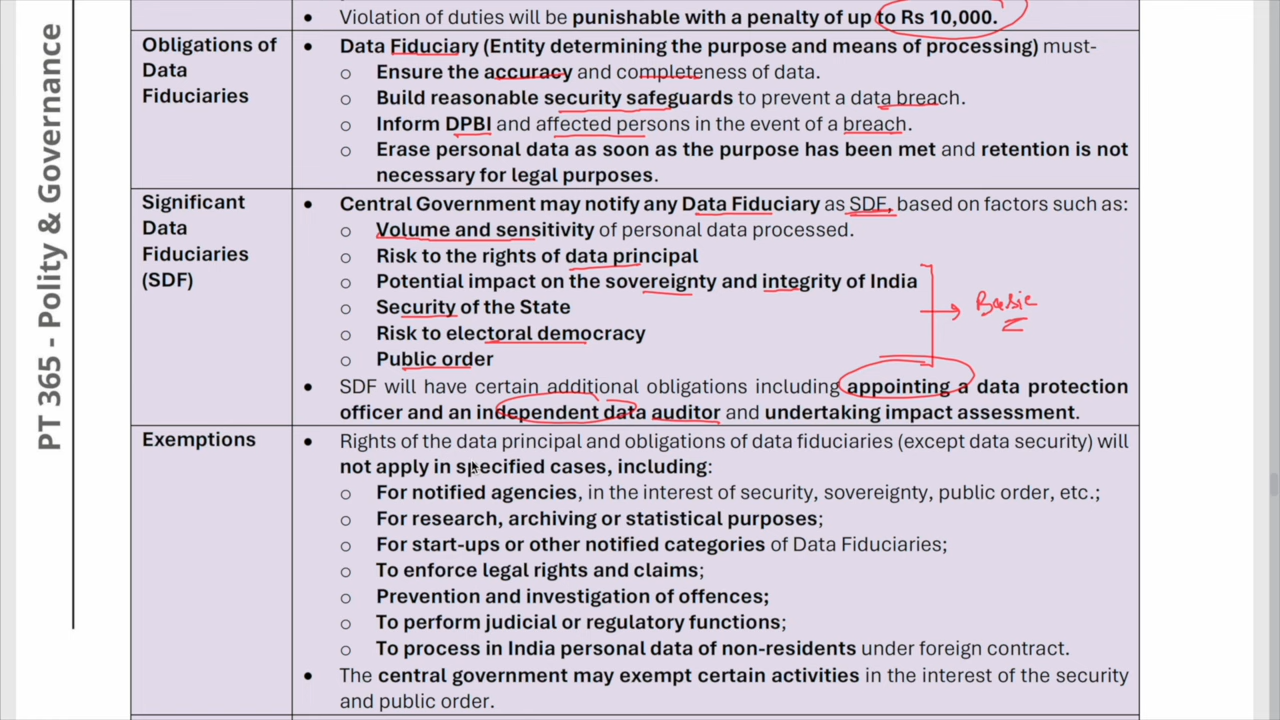 PT 365 - Polity & Governance
• Violation of duties will be punishable with a penalty of up to Rs 10,000.
Obligations of
Data
Fiduciaries
• Data Fiduciary (Entity determining the purpose and means of processing) must-
o Ensure the accuracy and completeness of data.
o Build reasonable security safeguards to prevent a data breach.
o Inform DPBI and affected persons in the event of a breach.
o Erase personal data as soon as the purpose has been met and retention is not
necessary for legal purposes.
Significant
Data
Fiduciaries
(SDF)
• Central Government may notify any Data Fiduciary as SDF, based on factors such as:
o Volume and sensitivity of personal data processed.
o Risk to the rights of data principal
o Potential impact on the sovereignty and integrity of India
o Security of the State
o Risk to electoral democracy
o Public order
Basic
• SDF will have certain additional obligations including appointing a data protection
officer and an independent data auditor and undertaking impact assessment.
Exemptions
• Rights of the data principal and obligations of data fiduciaries (except data security) will
not apply in specified cases, including:
o For notified agencies, in the interest of security, sovereignty, public order, etc.;
o For research, archiving or statistical purposes;
o For start-ups or other notified categories of Data Fiduciaries;
o To enforce legal rights and claims;
o Prevention and investigation of offences;
o To perform judicial or regulatory functions;
o To process in India personal data of non-residents under foreign contract.
• The central government may exempt certain activities in the interest of the security
and public order.